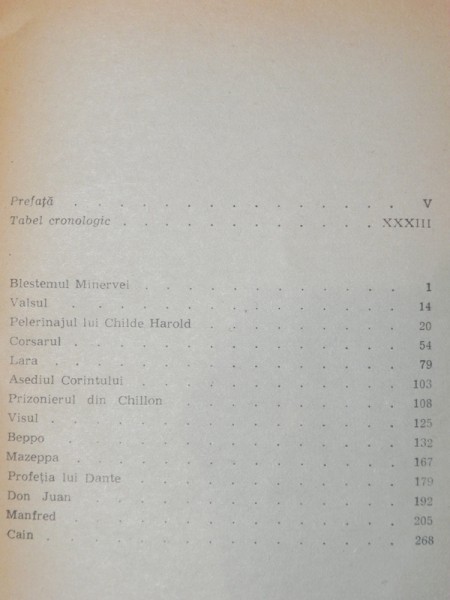 Prefață . . . . . . . . . . . . . . . V
Tabel cronologic . . . . . . . . . . . . XXXIII
Blestemul Minervei . . . . . . . . . . . 1
Valsul . . . . . . . . . . . . . . . 14
Pelerinajul lui Childe Harold . . . . . . . . 20
Corsarul . . . . . . . . . . . . . . 54
Lara . . . . . . . . . . . . . . . 79
Asediul Corintului . . . . . . . . . . . 103
Prizonierul din Chillon . . . . . . . . . 108
Visul . . . . . . . . . . . . . . . 125
Beppo . . . . . . . . . . . . . . . 132
Mazeppa . . . . . . . . . . . . . . 167
Profeția lui Dante . . . . . . . . . . . 179
Don Juan . . . . . . . . . . . . . . 192
Manfred . . . . . . . . . . . . . . 205
Cain . . . . . . . . . . . . . . . 268